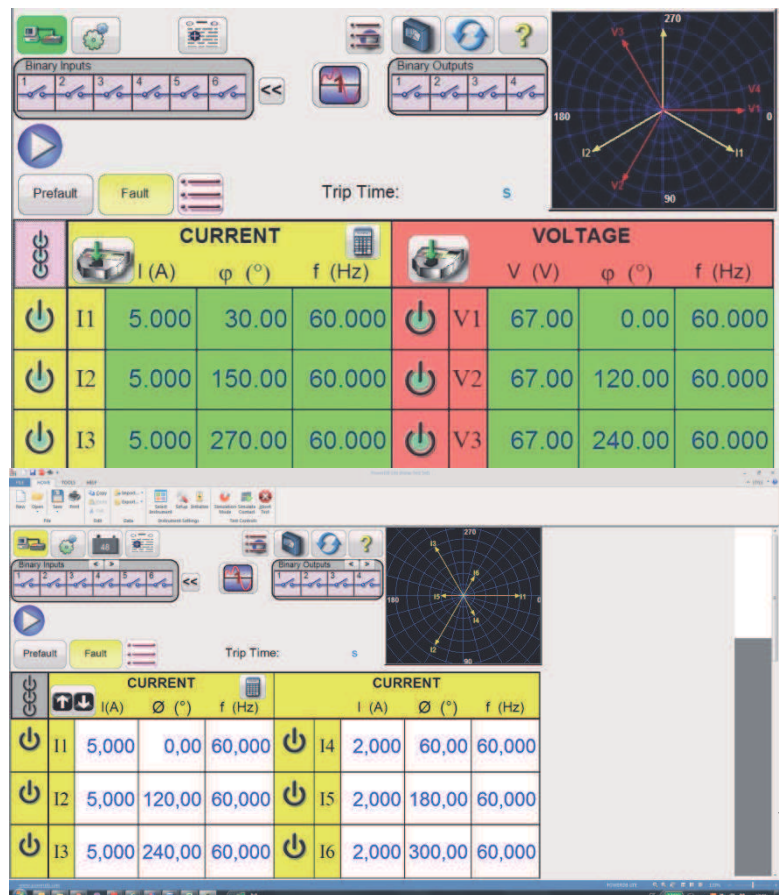 270
V3
Binary Inputs
Binary Outputs
1 2 3 4 5 6
<<
1 2 3 4
V4
180
V1
0
I2
I1
V2
90
Prefault
Fault
Trip Time:
s
CURRENT
VOLTAGE
I (A) φ (°) f (Hz)
V (V) φ (°) f (Hz)
I1 5.000 30.00 60.000 V1 67.00 0.00 60.000
I2 5.000 150.00 60.000 V2 67.00 120.00 60.000
I3 5.000 270.00 60.000 V3 67.00 240.00 60.000
FILE HOME TOOLS HELP
48
270
I3
Binary Inputs
Binary Outputs
1 2 3 4 5 6
<<
1 2 3 4
I6
180
I5
I1
0
I4
I2
90
Prefault
Fault
Trip Time:
s
CURRENT
CURRENT
I(A) Ø (°) f (Hz)
I (A) Ø (°) f (Hz)
I1 5,000 0,00 60,000 I4 2,000 60,00 60,000
I2 5,000 120,00 60,000 I5 2,000 180,00 60,000
I3 5,000 240,00 60,000 I6 2,000 300,00 60,000